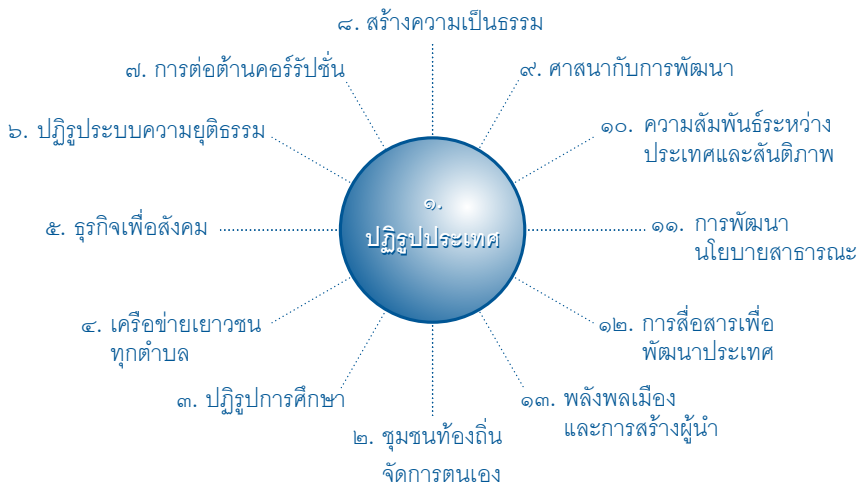 ๘. สร้างความเป็นธรรม
๗. การต่อต้านคอร์รัปชั่น
๙. ศาสนากับการพัฒนา
๖. ปฏิรูประบบความยุติธรรม
๑๐. ความสัมพันธ์ระหว่าง
ประเทศและสันติภาพ
๑.
ปฏิรูปประเทศ
๕. ธุรกิจเพื่อสังคม
๑๑. การพัฒนา
นโยบายสาธารณะ
๔. เครือข่ายเยาวชน
ทุกตำบล
๑๒. การสื่อสารเพื่อ
พัฒนาประเทศ
๓. ปฏิรูปการศึกษา
๑๓. พลังพลเมือง
และการสร้างผู้นำ
๒. ชุมชนท้องถิ่น
จัดการตนเอง